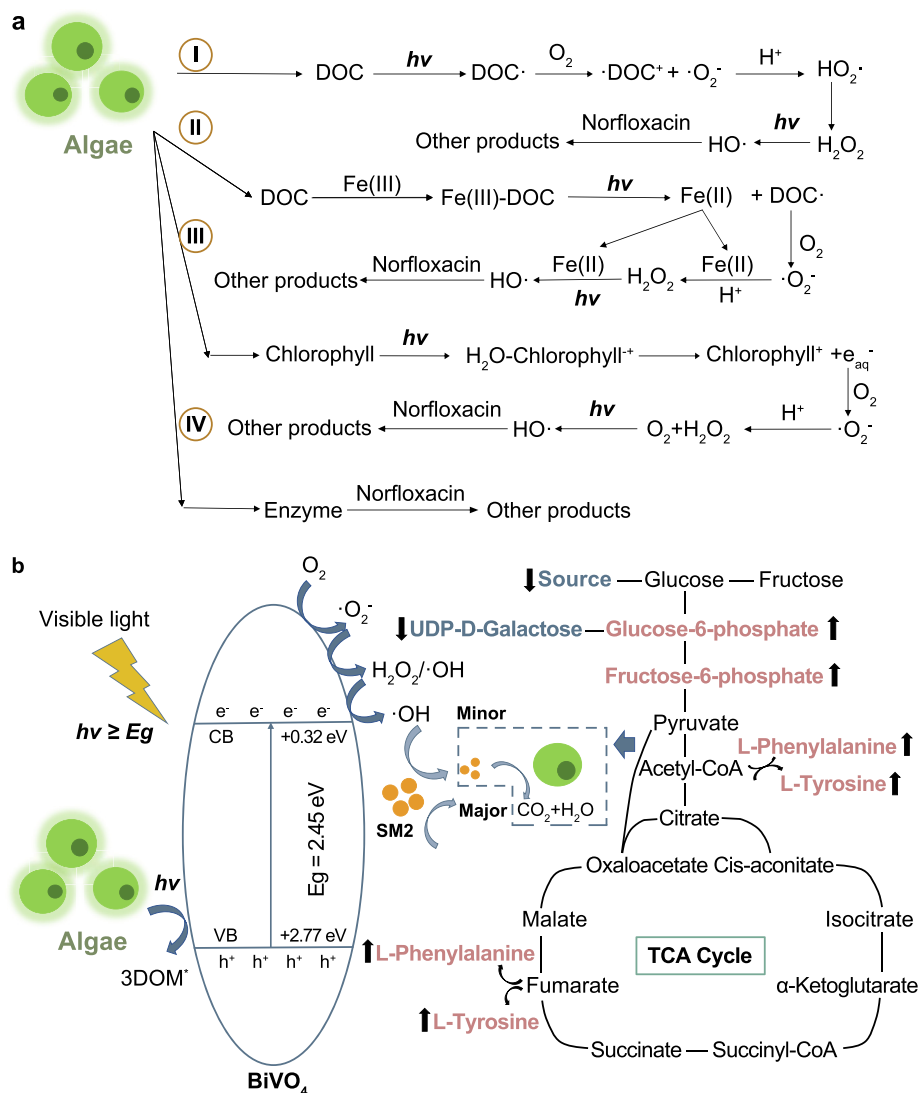 a
I
DOC hv DOC· O₂ ·DOC⁺ + ·O₂⁻ H⁺ HO₂·
Algae
II
Other products Norfloxacin HO· hv H₂O₂
DOC Fe(III) Fe(III)-DOC hv Fe(II) + DOC·
III
O₂
Other products Norfloxacin HO· Fe(II) hv H₂O₂ Fe(II) H⁺ ·O₂⁻
Chlorophyll hv H₂O-Chlorophyll⁻⁺ Chlorophyll⁺ +eaq⁻
O₂
IV
Other products Norfloxacin HO· hv O₂+H₂O₂ H⁺ ·O₂⁻
Enzyme Norfloxacin Other products
b
Visible light
hv ≥ Eg
O₂
·O₂⁻
H₂O₂/·OH
·OH
e⁻ e⁻ e⁻ e⁻
CB +0.32 eV
Eg = 2.45 eV
VB +2.77 eV
h⁺ h⁺ h⁺ h⁺
BiVO₄
Algae
hv
3DOM*
SM2
Minor
Major
CO₂+H₂O
Source Glucose Fructose
UDP-D-Galactose Glucose-6-phosphate
Fructose-6-phosphate
Pyruvate
L-Phenylalanine
Acetyl-CoA
L-Tyrosine
Citrate
Oxaloacetate Cis-aconitate
Malate Isocitrate
L-Phenylalanine
TCA Cycle
Fumarate α-Ketoglutarate
L-Tyrosine
Succinate Succinyl-CoA